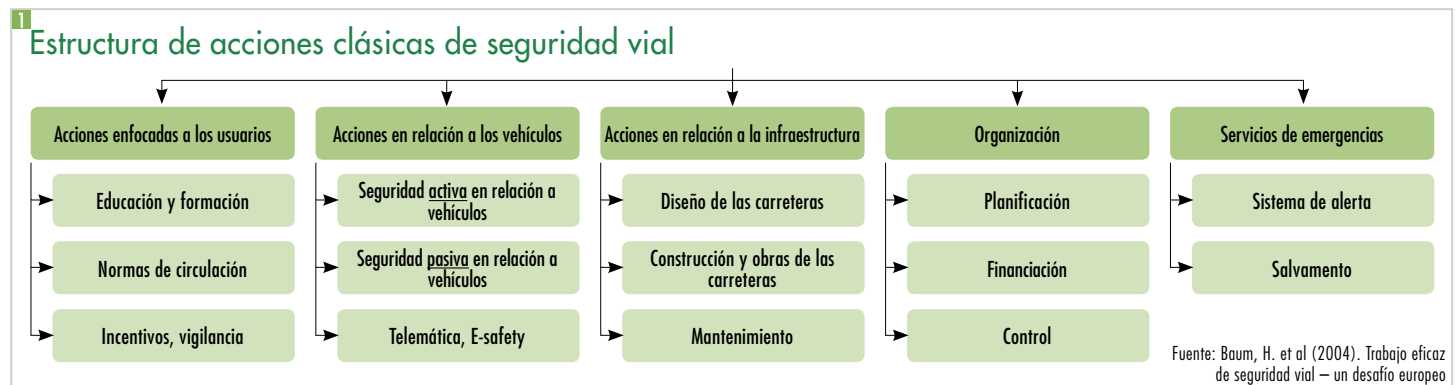 1
Estructura de acciones clásicas de seguridad vial
Acciones enfocadas a los usuarios
Educación y formación
Normas de circulación
Incentivos, vigilancia
Acciones en relación a los vehículos
Seguridad activa en relación a
vehículos
Seguridad pasiva en relación a
vehículos
Telemática, E-safety
Acciones en relación a la infraestructura
Diseño de las carreteras
Construcción y obras de las
carreteras
Mantenimiento
Organización
Planificación
Financiación
Control
Servicios de emergencias
Sistema de alerta
Salvamento
Fuente: Baum, H. et al (2004). Trabajo eficaz
de seguridad vial – un desafío europeo